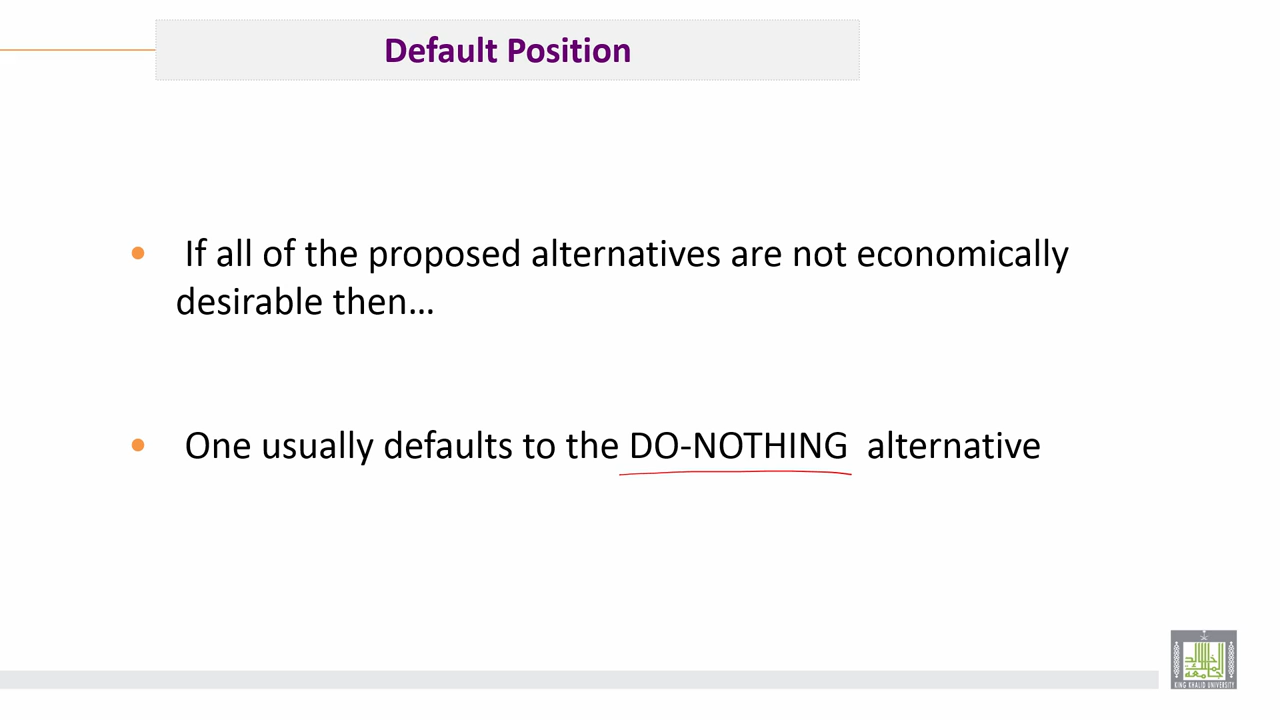 Default Position
If all of the proposed alternatives are not economically
desirable then…
One usually defaults to the DO-NOTHING alternative
KING KHALID UNIVERSITY